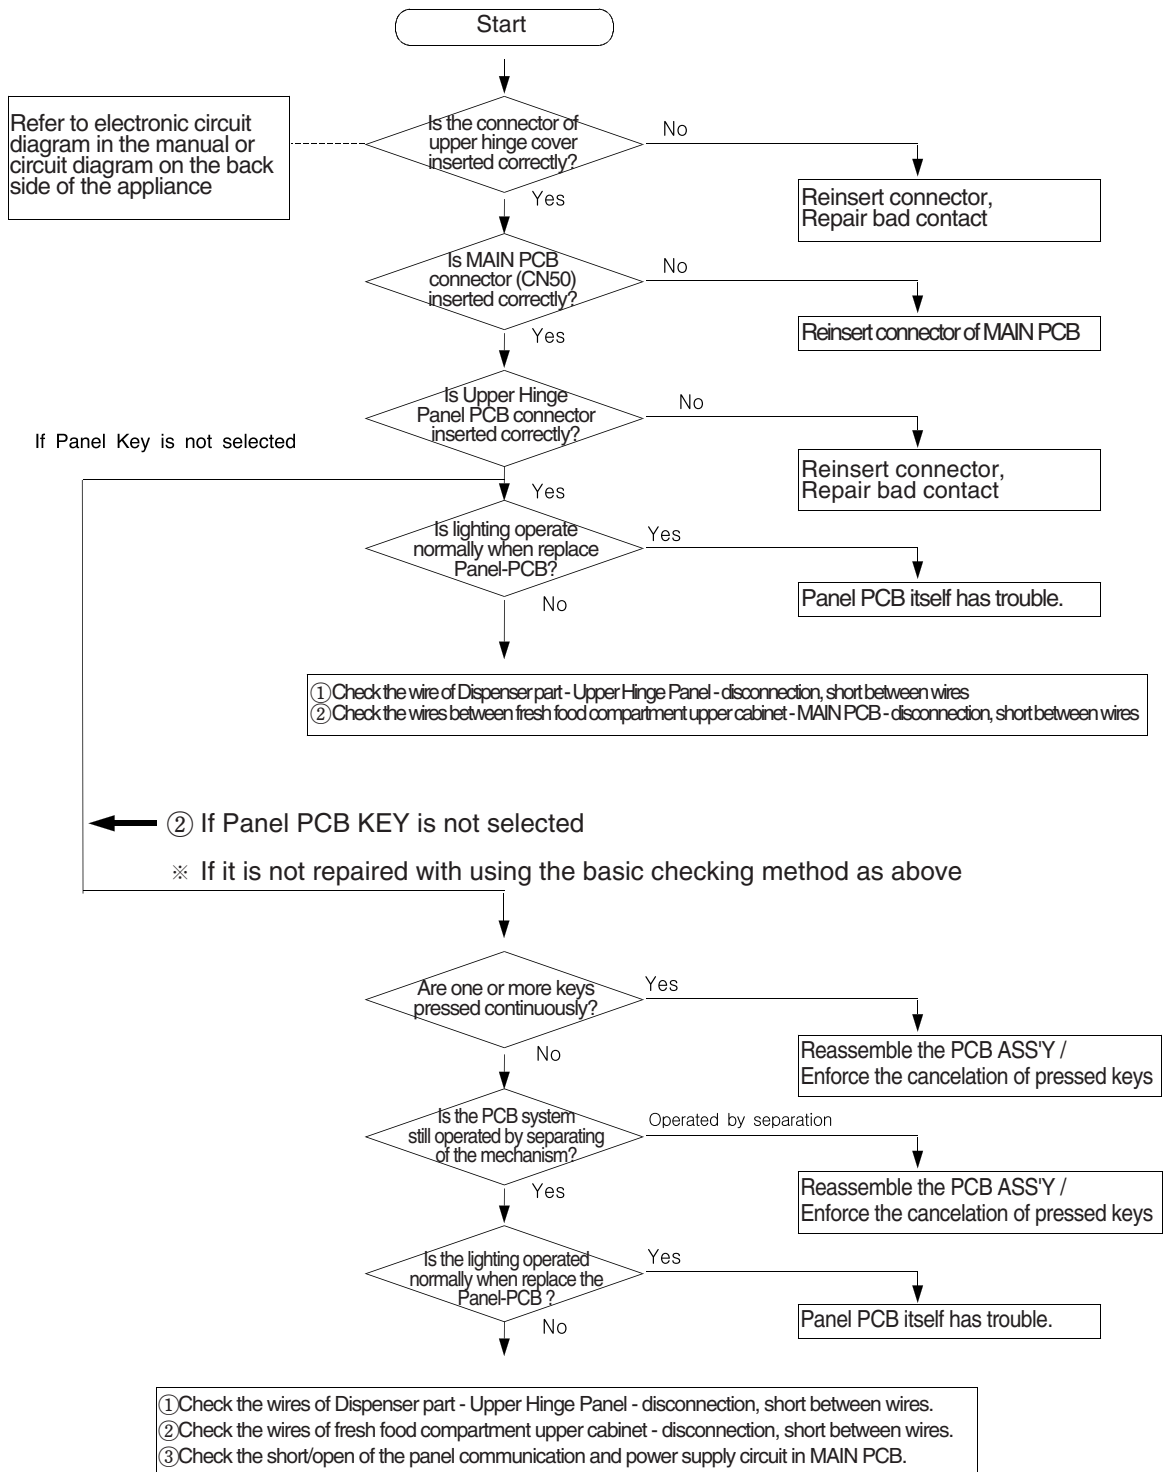 Start
Refer to electronic circuit
diagram in the manual or
circuit diagram on the back
side of the appliance
Is the connector of
upper hinge cover
inserted correctly?
No
Reinsert connector,
Repair bad contact
Yes
Is MAIN PCB
connector (CN50)
inserted correctly?
No
Reinsert connector of MAIN PCB
Yes
Is Upper Hinge
Panel PCB connector
inserted correctly?
No
Reinsert connector,
Repair bad contact
If Panel Key is not selected
Yes
Is lighting operate
normally when replace
Panel-PCB?
Yes
Panel PCB itself has trouble.
No
①Check the wire of Dispenser part - Upper Hinge Panel - disconnection, short between wires
②Check the wires between fresh food compartment upper cabinet - MAIN PCB - disconnection, short between wires
② If Panel PCB KEY is not selected
※ If it is not repaired with using the basic checking method as above
Are one or more keys
pressed continuously?
Yes
Reassemble the PCB ASS'Y /
Enforce the cancelation of pressed keys
No
Is the PCB system
still operated by separating
of the mechanism?
Operated by separation
Reassemble the PCB ASS'Y /
Enforce the cancelation of pressed keys
Yes
Is the lighting operated
normally when replace the
Panel-PCB ?
Yes
Panel PCB itself has trouble.
No
①Check the wires of Dispenser part - Upper Hinge Panel - disconnection, short between wires.
②Check the wires of fresh food compartment upper cabinet - disconnection, short between wires.
③Check the short/open of the panel communication and power supply circuit in MAIN PCB.